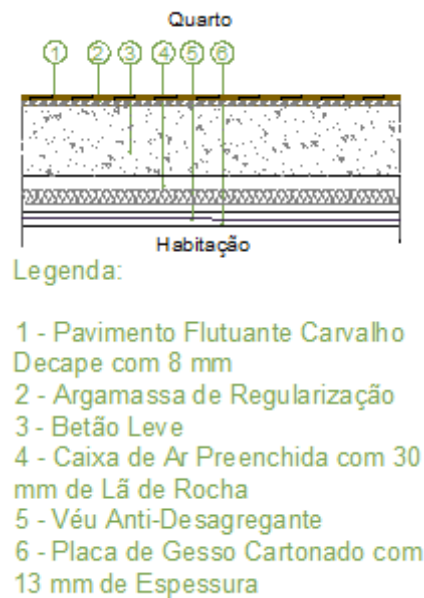 Quarto
1 2 3 4 5 6
Habitação
Legenda:
1 - Pavimento Flutuante Carvalho
Decape com 8 mm
2 - Argamassa de Regularização
3 - Betão Leve
4 - Caixa de Ar Preenchida com 30
mm de Lã de Rocha
5 - Véu Anti-Desagregante
6 - Placa de Gesso Cartonado com
13 mm de Espessura